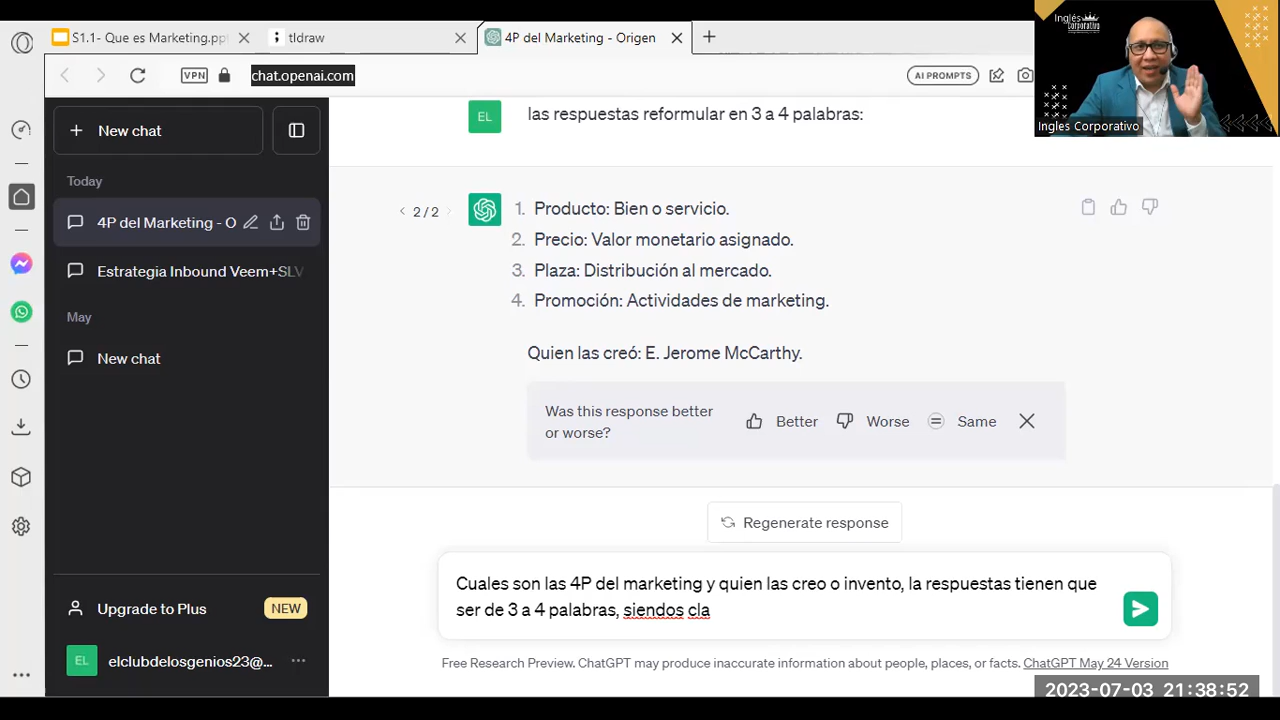 S1.1- Que es Marketing.pp
tldraw
4P del Marketing - Origen
VPN
chat.openai.com
AI PROMPTS
Inglés
Corporativo
Ingles Corporativo
New chat
Today
4P del Marketing - O
Estrategia Inbound Veem+SLV
May
New chat
Upgrade to Plus
NEW
EL
elclubdelosgenios23@...
EL
las respuestas reformular en 3 a 4 palabras:
2 / 2
1. Producto: Bien o servicio.
2. Precio: Valor monetario asignado.
3. Plaza: Distribución al mercado.
4. Promoción: Actividades de marketing.
Quien las creó: E. Jerome McCarthy.
Was this response better
or worse?
Better
Worse
Same
Regenerate response
Cuales son las 4P del marketing y quien las creo o invento, la respuestas tienen que
ser de 3 a 4 palabras, siendos cla
Free Research Preview. ChatGPT may produce inaccurate information about people, places, or facts. ChatGPT May 24 Version
2023-07-03 21:38:52